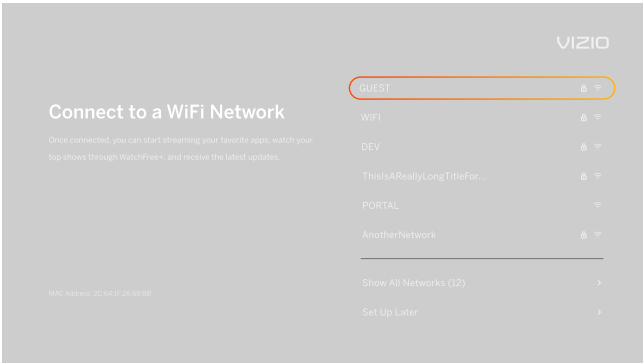 VIZIO
Connect to a WiFi Network
Once connected, you can start streaming your favorite apps, watch your
top shows through WatchFree+, and receive the latest updates.
MAC Address:
GUEST
WIFI
DEV
ThisIsAReallyLongTitleFor...
PORTAL
AnotherNetwork
Show All Networks (12)
Set Up Later